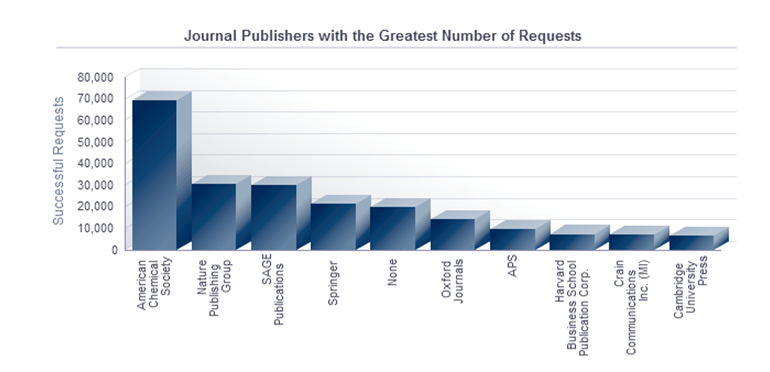 Journal Publishers with the Greatest Number of Requests
Successful Requests
80,000
70,000
60,000
50,000
40,000
30,000
20,000
10,000
0
American
Chemical
Society
Nature
Publishing
Group
SAGE
Publications
Springer
None
Oxford
Journals
APS
Harvard
Business School
Publication Corp.
Crain
Communications
Inc. (MI)
Cambridge
University
Press